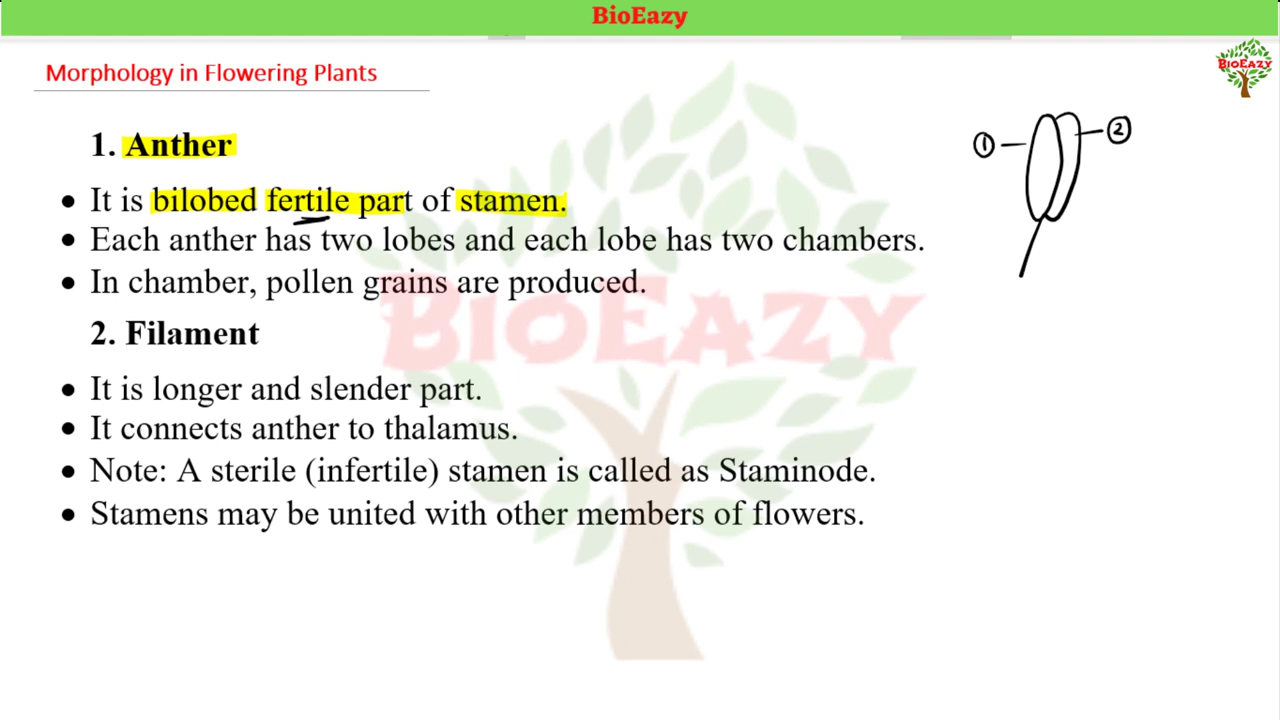 BioEazy
BIOEAZY
Morphology in Flowering Plants
1. Anther
① ②
• It is bilobed fertile part of stamen.
• Each anther has two lobes and each lobe has two chambers.
• In chamber, pollen grains are produced.
BIOEAZY
2. Filament
• It is longer and slender part.
• It connects anther to thalamus.
• Note: A sterile (infertile) stamen is called as Staminode.
• Stamens may be united with other members of flowers.